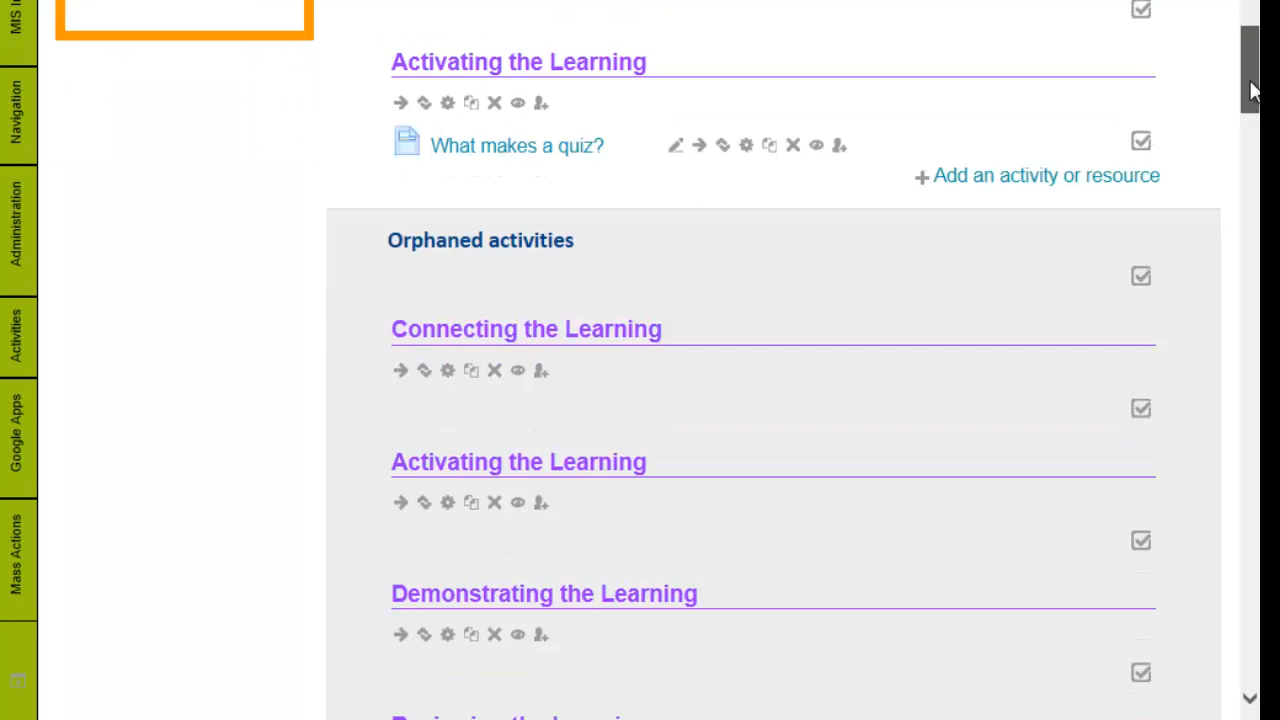 MIS
Navigation
Administration
Activities
Google Apps
Mass Actions
Activating the Learning
What makes a quiz?
Add an activity or resource
Orphaned activities
Connecting the Learning
Activating the Learning
Demonstrating the Learning